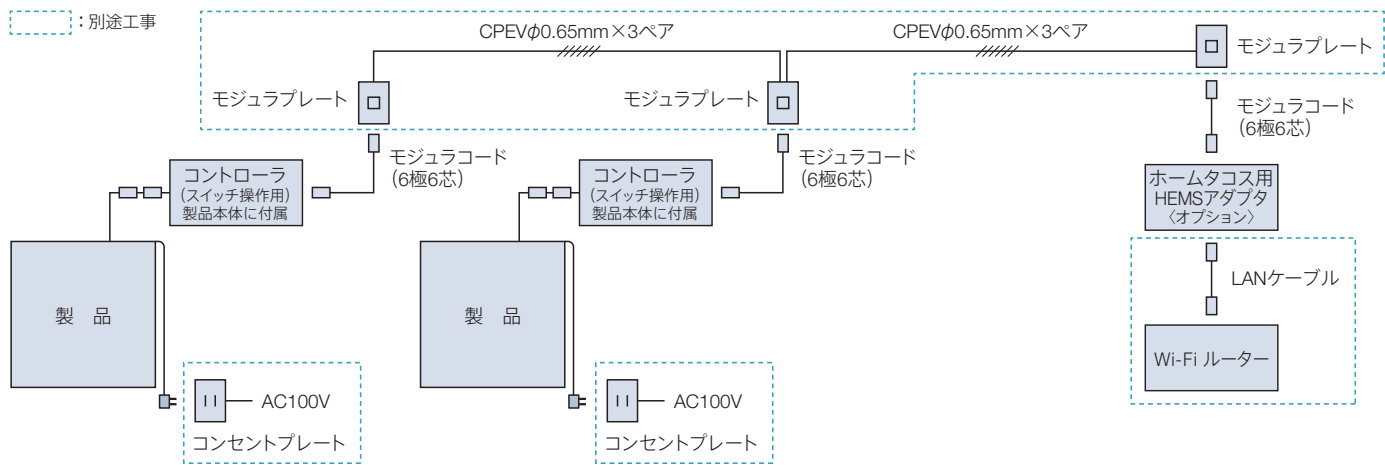 ：別途工事
CPEVφ0.65mm×3ペア
CPEVφ0.65mm×3ペア
モジュラプレート
モジュラプレート
モジュラプレート
モジュラコード
（6極6芯）
モジュラコード
（6極6芯）
モジュラコード
（6極6芯）
コントローラ
（スイッチ操作用）
製品本体に付属
コントローラ
（スイッチ操作用）
製品本体に付属
ホームタコス用
HEMSアダプタ
〈オプション〉
LANケーブル
製　品
製　品
Wi-Fi ルーター
AC100V
コンセントプレート
AC100V
コンセントプレート